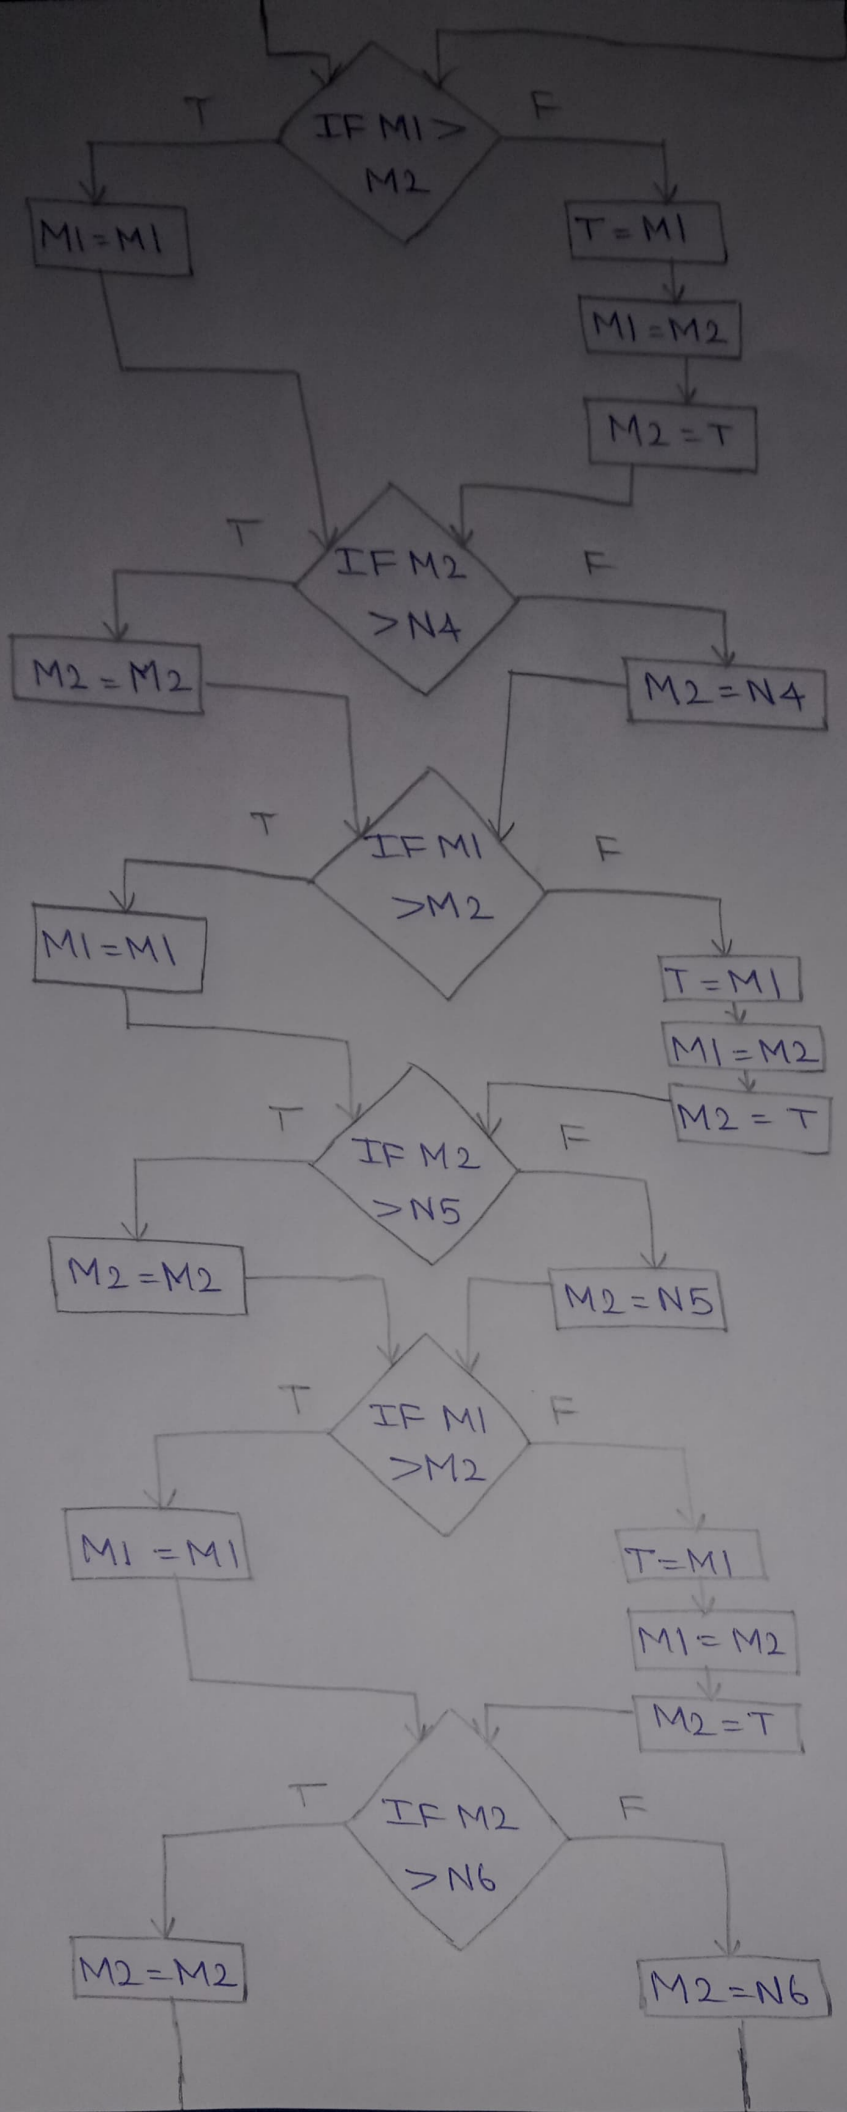 T
F
IF M1 >
M2
M1=M1
T=M1
M1=M2
M2=T
T
F
IF M2
>N4
M2=M2
M2=N4
T
F
IF M1
>M2
M1=M1
T=M1
M1=M2
M2=T
T
F
IF M2
>N5
M2=M2
M2=N5
T
F
IF M1
>M2
M1=M1
T=M1
M1=M2
M2=T
T
F
IF M2
>N6
M2=M2
M2=N6